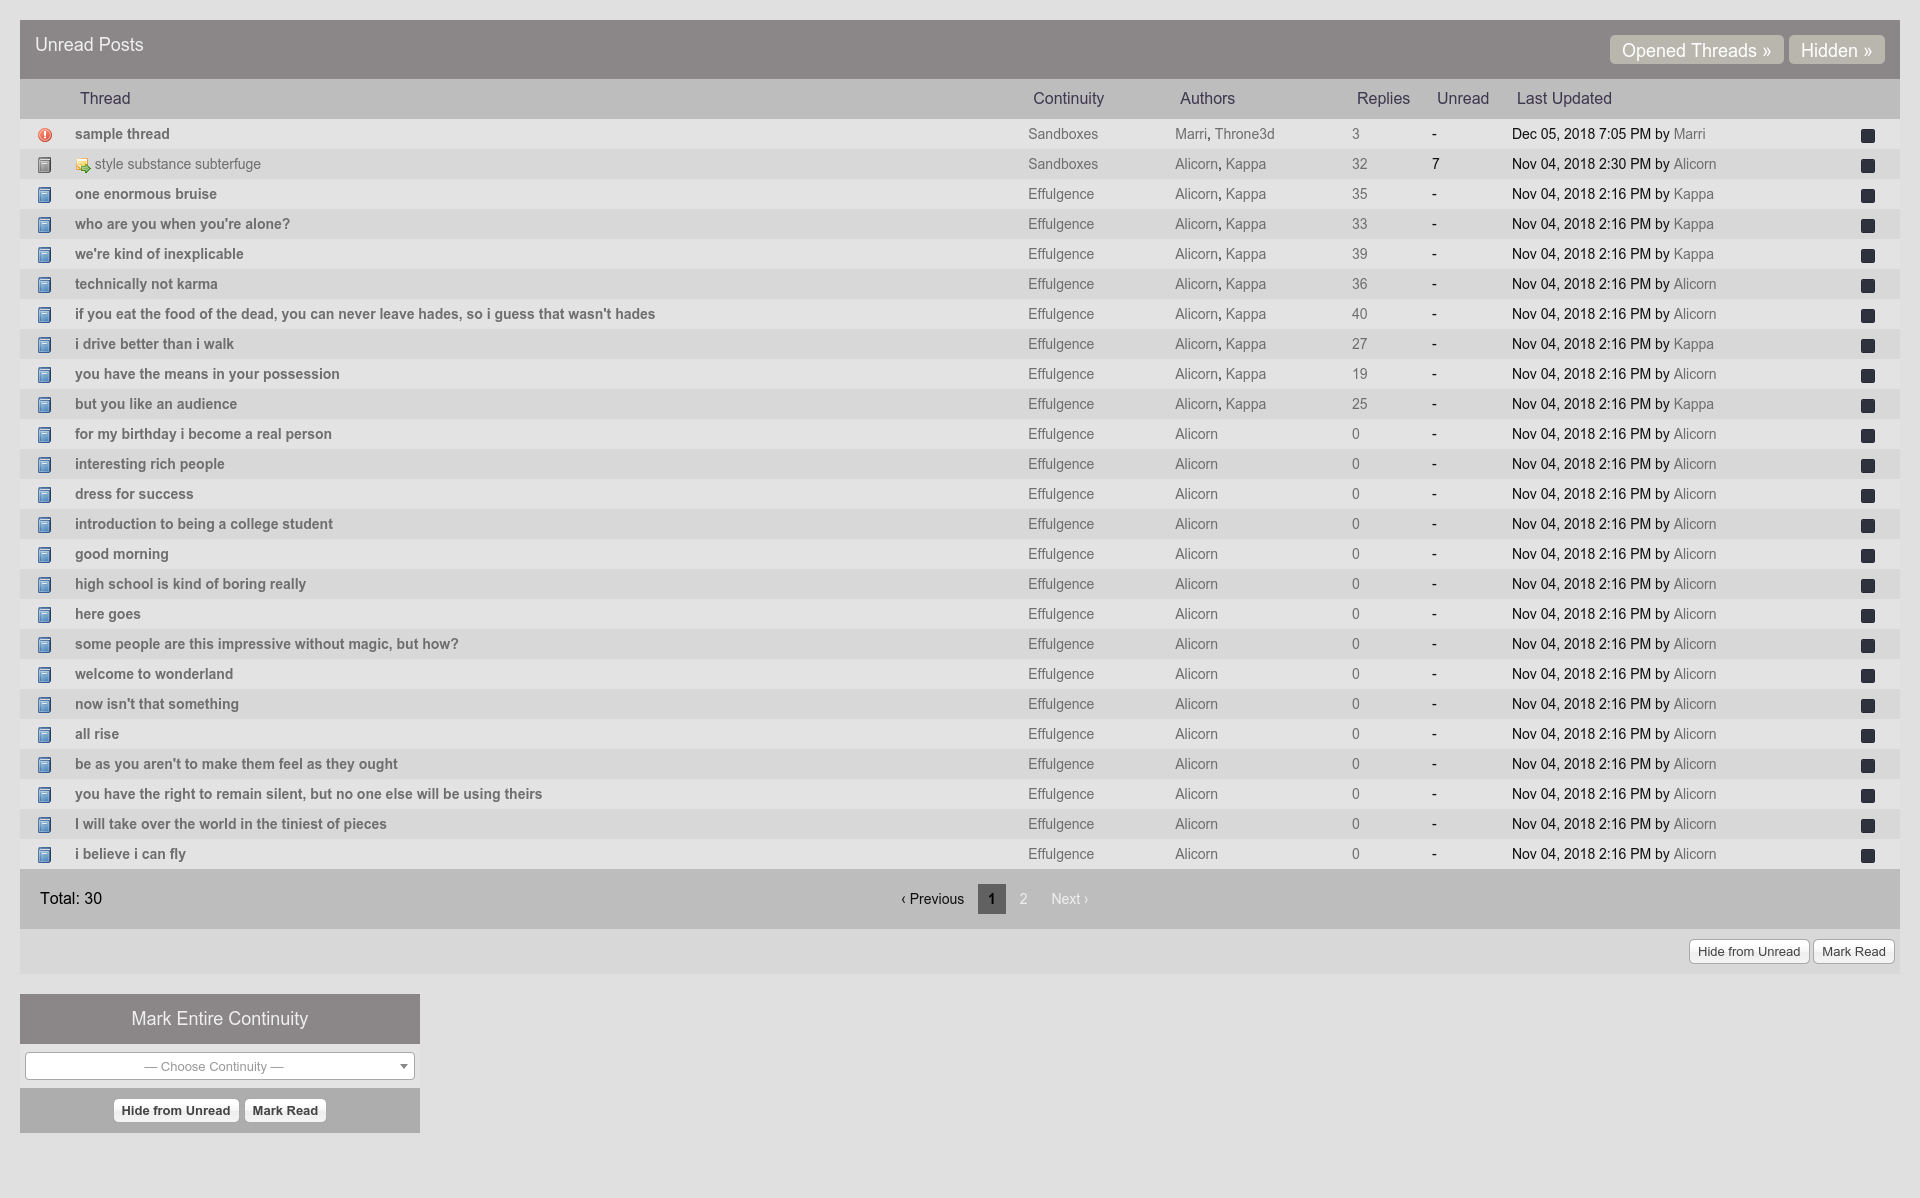 Unread Posts Opened Threads » Hidden »
Thread Continuity Authors Replies Unread Last Updated
sample thread Sandboxes Marri, Throne3d 3 - Dec 05, 2018 7:05 PM by Marri
style substance subterfuge Sandboxes Alicorn, Kappa 32 7 Nov 04, 2018 2:30 PM by Alicorn
one enormous bruise Effulgence Alicorn, Kappa 35 - Nov 04, 2018 2:16 PM by Kappa
who are you when you're alone? Effulgence Alicorn, Kappa 33 - Nov 04, 2018 2:16 PM by Kappa
we're kind of inexplicable Effulgence Alicorn, Kappa 39 - Nov 04, 2018 2:16 PM by Kappa
technically not karma Effulgence Alicorn, Kappa 36 - Nov 04, 2018 2:16 PM by Alicorn
if you eat the food of the dead, you can never leave hades, so i guess that wasn't hades Effulgence Alicorn, Kappa 40 - Nov 04, 2018 2:16 PM by Alicorn
i drive better than i walk Effulgence Alicorn, Kappa 27 - Nov 04, 2018 2:16 PM by Kappa
you have the means in your possession Effulgence Alicorn, Kappa 19 - Nov 04, 2018 2:16 PM by Alicorn
but you like an audience Effulgence Alicorn, Kappa 25 - Nov 04, 2018 2:16 PM by Kappa
for my birthday i become a real person Effulgence Alicorn 0 - Nov 04, 2018 2:16 PM by Alicorn
interesting rich people Effulgence Alicorn 0 - Nov 04, 2018 2:16 PM by Alicorn
dress for success Effulgence Alicorn 0 - Nov 04, 2018 2:16 PM by Alicorn
introduction to being a college student Effulgence Alicorn 0 - Nov 04, 2018 2:16 PM by Alicorn
good morning Effulgence Alicorn 0 - Nov 04, 2018 2:16 PM by Alicorn
high school is kind of boring really Effulgence Alicorn 0 - Nov 04, 2018 2:16 PM by Alicorn
here goes Effulgence Alicorn 0 - Nov 04, 2018 2:16 PM by Alicorn
some people are this impressive without magic, but how? Effulgence Alicorn 0 - Nov 04, 2018 2:16 PM by Alicorn
welcome to wonderland Effulgence Alicorn 0 - Nov 04, 2018 2:16 PM by Alicorn
now isn't that something Effulgence Alicorn 0 - Nov 04, 2018 2:16 PM by Alicorn
all rise Effulgence Alicorn 0 - Nov 04, 2018 2:16 PM by Alicorn
be as you aren't to make them feel as they ought Effulgence Alicorn 0 - Nov 04, 2018 2:16 PM by Alicorn
you have the right to remain silent, but no one else will be using theirs Effulgence Alicorn 0 - Nov 04, 2018 2:16 PM by Alicorn
I will take over the world in the tiniest of pieces Effulgence Alicorn 0 - Nov 04, 2018 2:16 PM by Alicorn
i believe i can fly Effulgence Alicorn 0 - Nov 04, 2018 2:16 PM by Alicorn
Total: 30 ‹ Previous 1 2 Next ›
Hide from Unread Mark Read
Mark Entire Continuity
— Choose Continuity —
Hide from Unread Mark Read